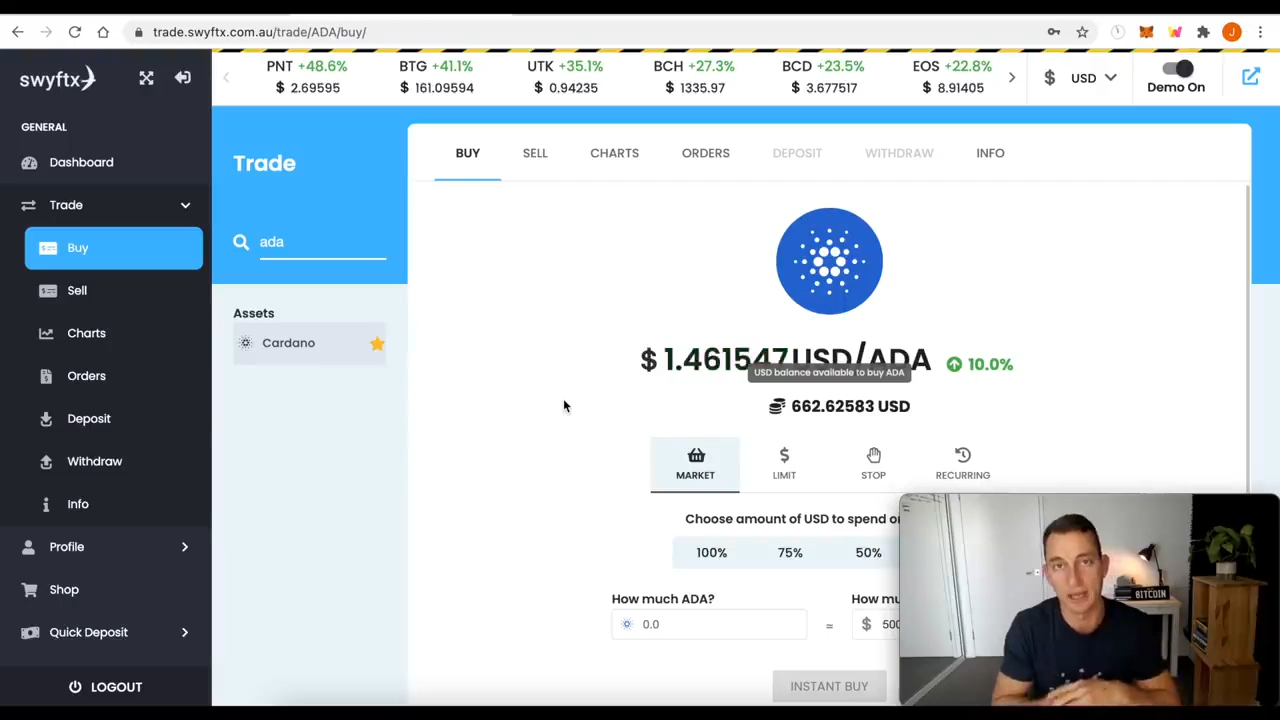 trade.swyftx.com.au/trade/ADA/buy/
J
swyftx
PNT +48.6% BTG +41.1% UTK +35.1% BCH +27.3% BCD +23.5% EOS +22.8%
$ 2.69595 $ 161.09594 $ 0.94235 $ 1335.97 $ 3.677517 $ 8.91405
$ USD
Demo On
GENERAL
Dashboard
Trade
Buy
Sell
Charts
Orders
Deposit
Withdraw
Info
Profile
Shop
Quick Deposit
LOGOUT
Trade
ada
Assets
Cardano
BUY SELL CHARTS ORDERS DEPOSIT WITHDRAW INFO
$ 1.461547 USD/ADA 10.0%
USD balance available to buy ADA
662.62583 USD
MARKET LIMIT STOP RECURRING
Choose amount of USD to spend
100% 75% 50%
How much ADA? How
0.0 ≈ $ 500
INSTANT BUY
BITCOIN